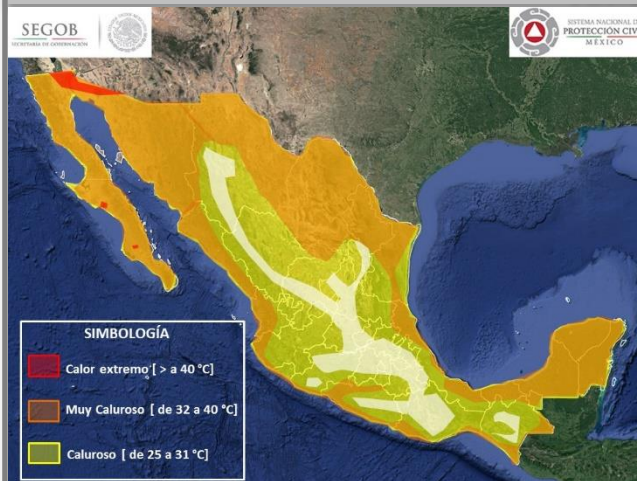 SEGOB
SECRETARÍA DE GOBERNACIÓN
SISTEMA NACIONAL DE
PROTECCIÓN CIVIL
MÉXICO
SIMBOLOGÍA
Calor extremo [ > a 40 °C]
Muy Caluroso [ de 32 a 40 °C]
Caluroso [ de 25 a 31 °C]